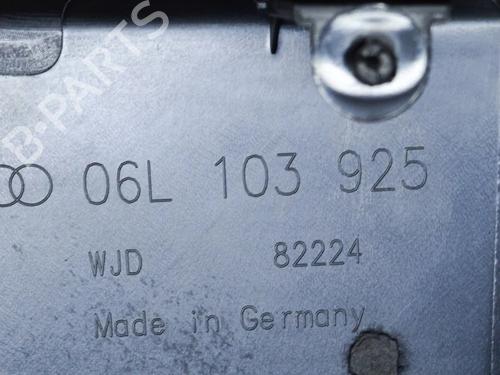 B-PARTS
06L 103 925
WJD 82224
Made in Germany